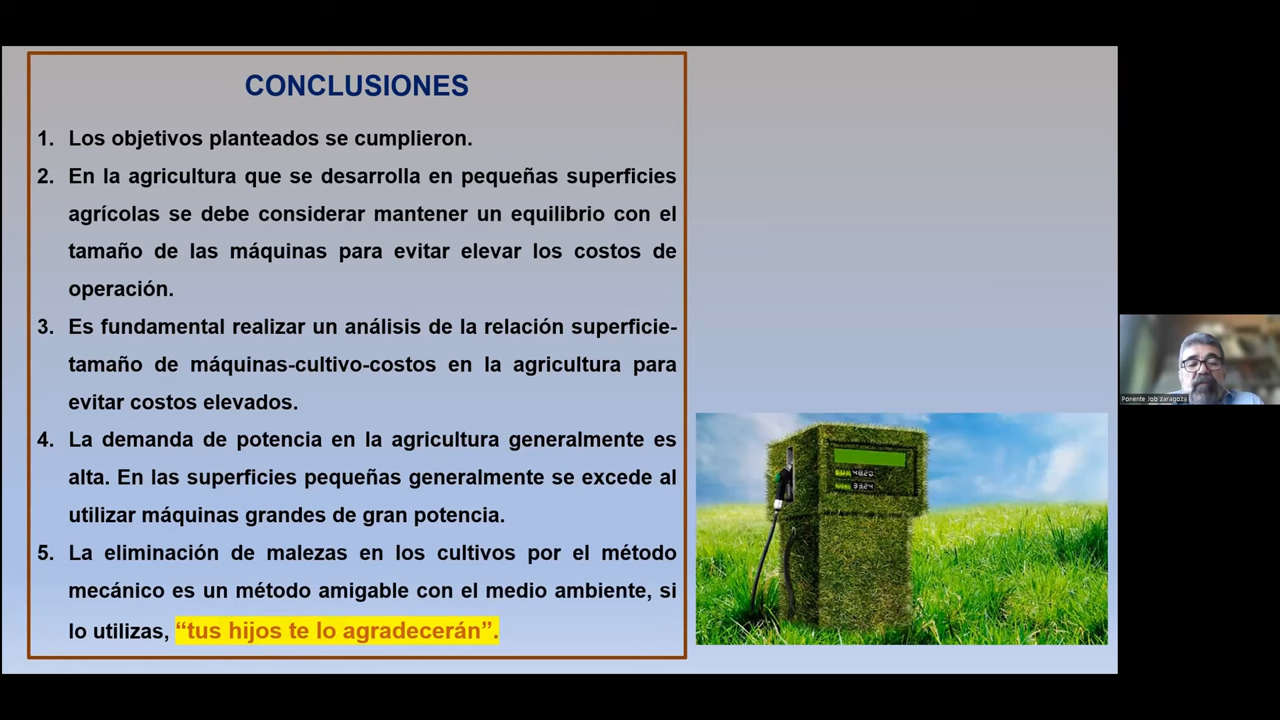 CONCLUSIONES
1. Los objetivos planteados se cumplieron.
2. En la agricultura que se desarrolla en pequeñas superficies
agrícolas se debe considerar mantener un equilibrio con el
tamaño de las máquinas para evitar elevar los costos de
operación.
3. Es fundamental realizar un análisis de la relación superficie-
tamaño de máquinas-cultivo-costos en la agricultura para
evitar costos elevados.
4. La demanda de potencia en la agricultura generalmente es
alta. En las superficies pequeñas generalmente se excede al
utilizar máquinas grandes de gran potencia.
5. La eliminación de malezas en los cultivos por el método
mecánico es un método amigable con el medio ambiente, si
lo utilizas, “tus hijos te lo agradecerán”.
Ponente Job zaragoza